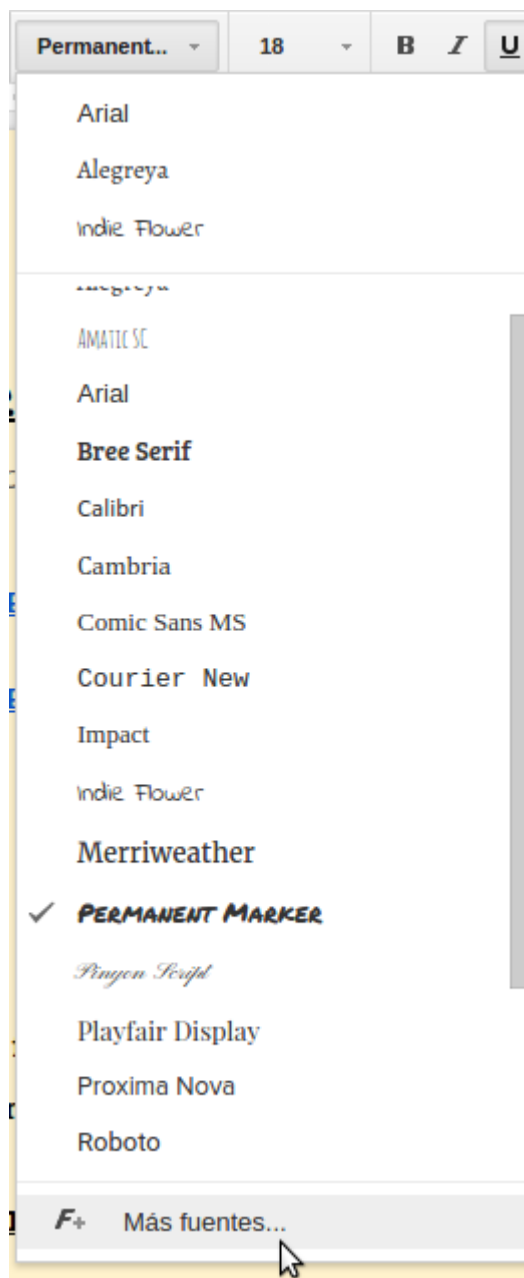 Permanent... 18 B I U
Arial
Alegreya
Indie Flower
Alegreya
Amatic SC
Arial
Bree Serif
Calibri
Cambria
Comic Sans MS
Courier New
Impact
Indie Flower
Merriweather
Permanent Marker
Pinyon Script
Playfair Display
Proxima Nova
Roboto
F+ Más fuentes...